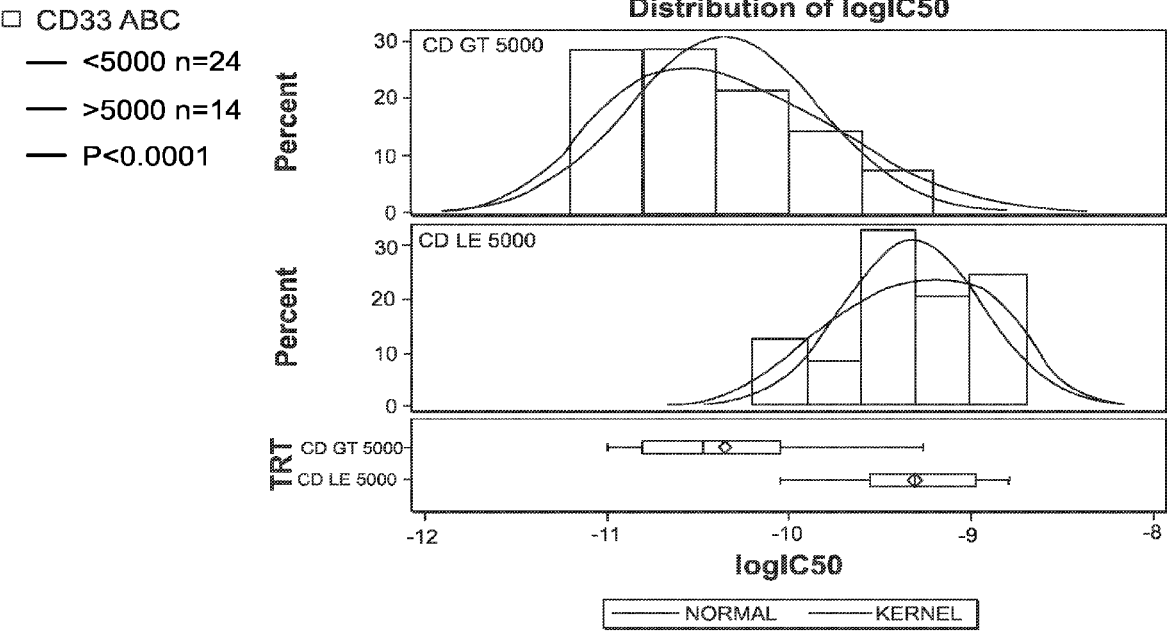 CD33 ABC
<5000 n=24
>5000 n=14
P<0.0001
Distribution of logIC50
CD GT 5000
Percent
30
20
10
0
CD LE 5000
Percent
30
20
10
0
TRT
CD GT 5000
CD LE 5000
-12 -11 -10 -9 -8
logIC50
NORMAL KERNEL